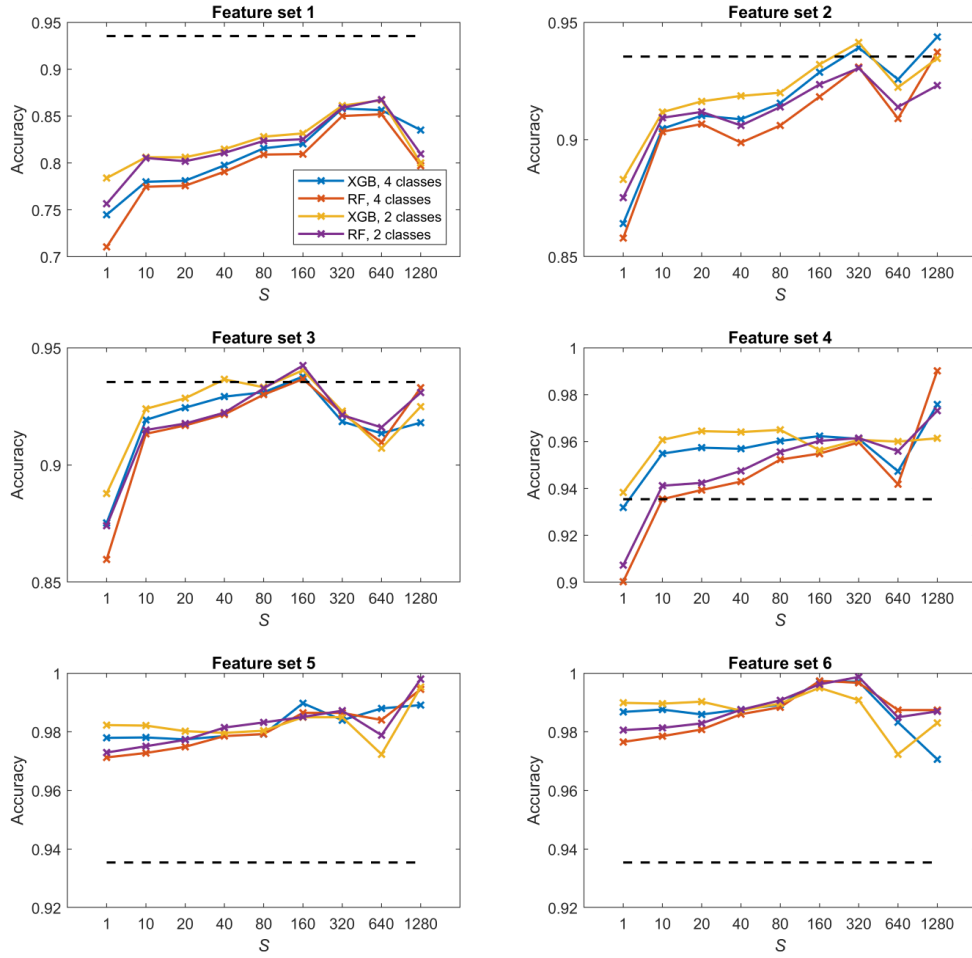 Feature set 1
0.95
0.9
0.85
0.8
0.75
0.7
Accuracy
XGB, 4 classes
RF, 4 classes
XGB, 2 classes
RF, 2 classes
1 10 20 40 80 160 320 640 1280
S
Feature set 2
0.95
0.9
0.85
Accuracy
1 10 20 40 80 160 320 640 1280
S
Feature set 3
0.95
0.9
0.85
Accuracy
1 10 20 40 80 160 320 640 1280
S
Feature set 4
1
0.98
0.96
0.94
0.92
0.9
Accuracy
1 10 20 40 80 160 320 640 1280
S
Feature set 5
1
0.98
0.96
0.94
0.92
Accuracy
1 10 20 40 80 160 320 640 1280
S
Feature set 6
1
0.98
0.96
0.94
0.92
Accuracy
1 10 20 40 80 160 320 640 1280
S